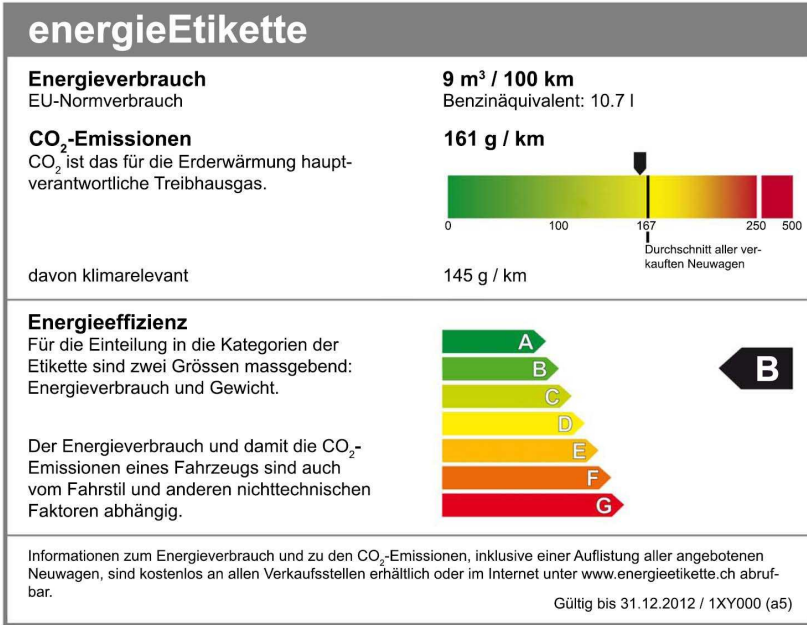 energieEtikette
Energieverbrauch
EU-Normverbrauch
9 m³ / 100 km
Benzinäquivalent: 10.7 l
CO₂-Emissionen
CO₂ ist das für die Erderwärmung haupt-
verantwortliche Treibhausgas.
161 g / km
0 100 167 250 500
Durchschnitt aller ver-
kauften Neuwagen
davon klimarelevant
145 g / km
Energieeffizienz
Für die Einteilung in die Kategorien der
Etikette sind zwei Grössen massgebend:
Energieverbrauch und Gewicht.
Der Energieverbrauch und damit die CO₂-
Emissionen eines Fahrzeugs sind auch
vom Fahrstil und anderen nichttechnischen
Faktoren abhängig.
A
B
C
D
E
F
G
B
Informationen zum Energieverbrauch und zu den CO₂-Emissionen, inklusive einer Auflistung aller angebotenen
Neuwagen, sind kostenlos an allen Verkaufsstellen erhältlich oder im Internet unter www.energieetikette.ch abruf-
bar.
Gültig bis 31.12.2012 / 1XY000 (a5)